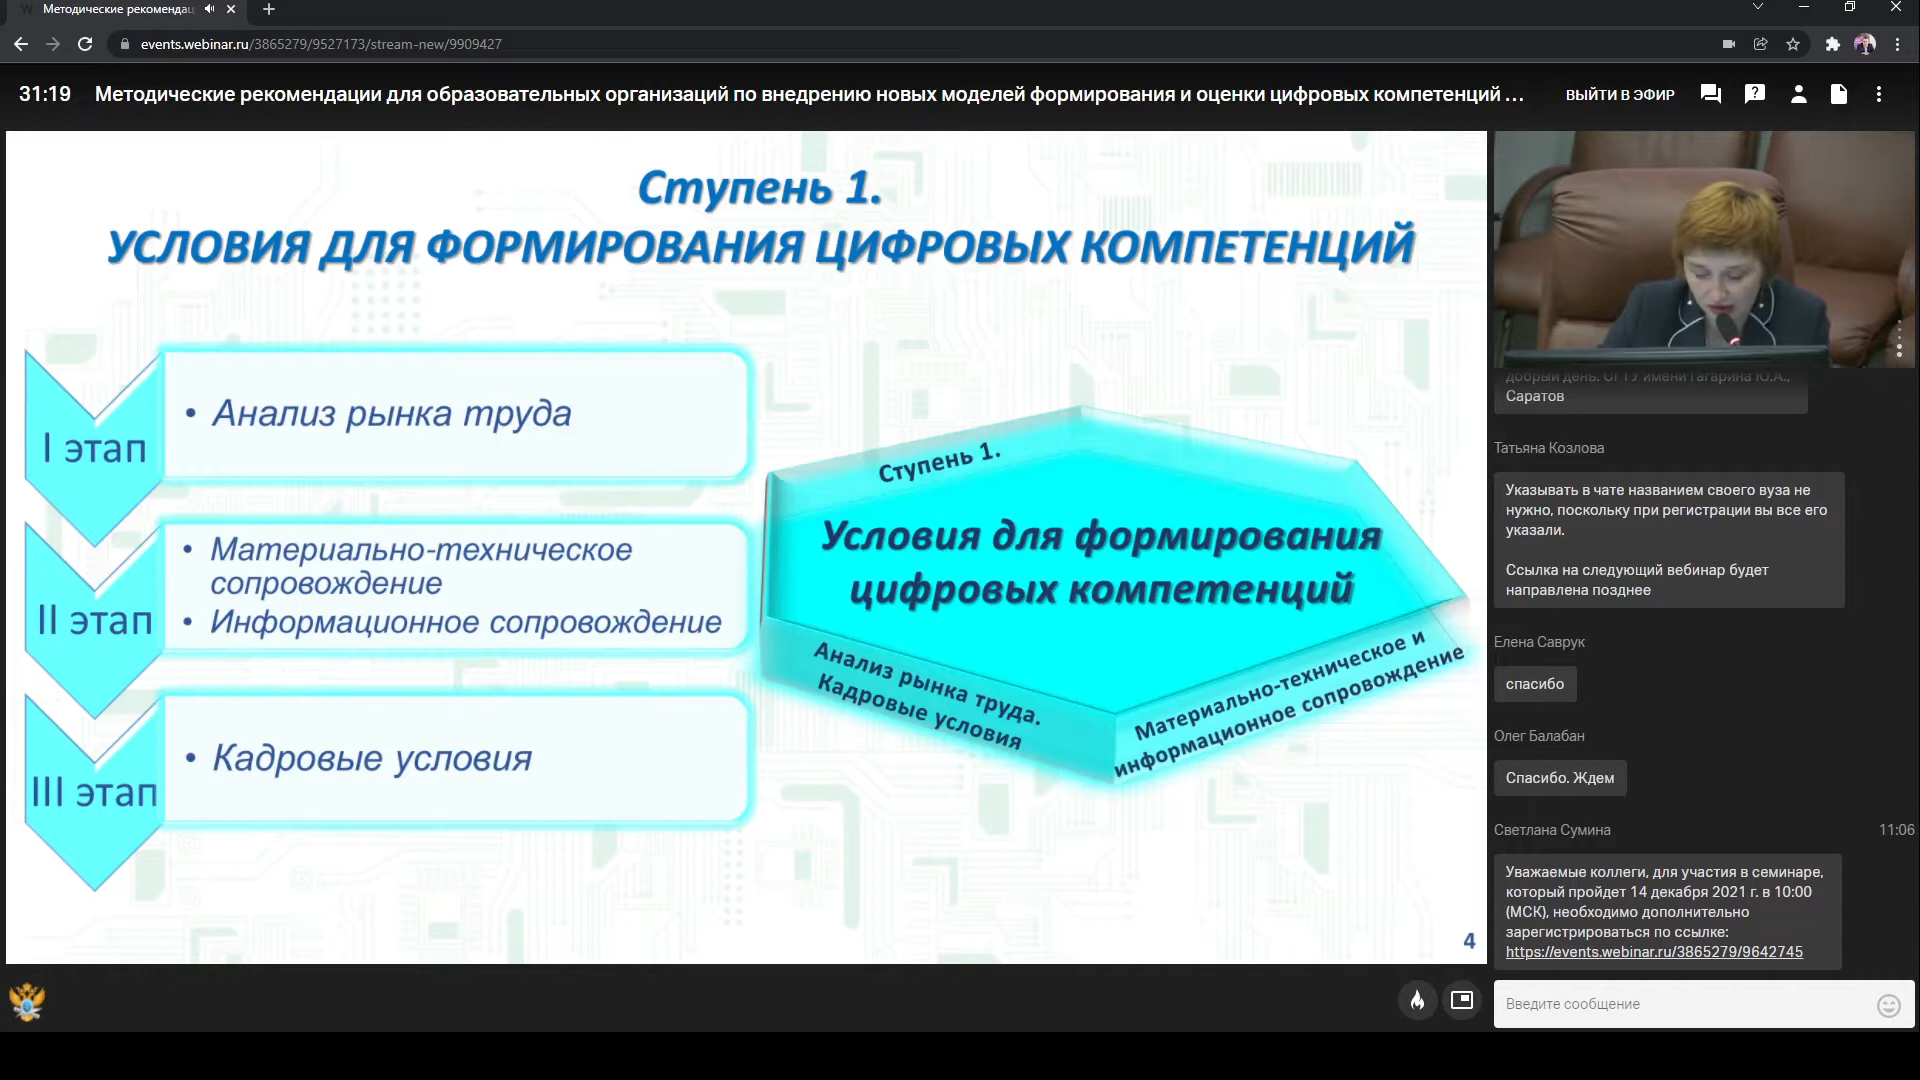 Методические рекомендац
events.webinar.ru/3865279/9527173/stream-new/9909427
31:19 Методические рекомендации для образовательных организаций по внедрению новых моделей формирования и оценки цифровых компетенций ...
ВЫЙТИ В ЭФИР
Ступень 1.
УСЛОВИЯ ДЛЯ ФОРМИРОВАНИЯ ЦИФРОВЫХ КОМПЕТЕНЦИЙ
I этап
• Анализ рынка труда
II этап
• Материально-техническое
сопровождение
• Информационное сопровождение
III этап
• Кадровые условия
Ступень 1.
Условия для формирования
цифровых компетенций
Анализ рынка труда.
Кадровые условия
Материально-техническое и
информационное сопровождение
4
добрый день. СГТУ имени Гагарина Ю.А.,
Саратов
Татьяна Козлова
Указывать в чате названием своего вуза не
нужно, поскольку при регистрации вы все его
указали.
Ссылка на следующий вебинар будет
направлена позднее
Елена Саврук
спасибо
Олег Балабан
Спасибо. Ждем
Светлана Сумина 11:06
Уважаемые коллеги, для участия в семинаре,
который пройдет 14 декабря 2021 г. в 10:00
(МСК), необходимо дополнительно
зарегистрироваться по ссылке:
https://events.webinar.ru/3865279/9642745
Введите сообщение